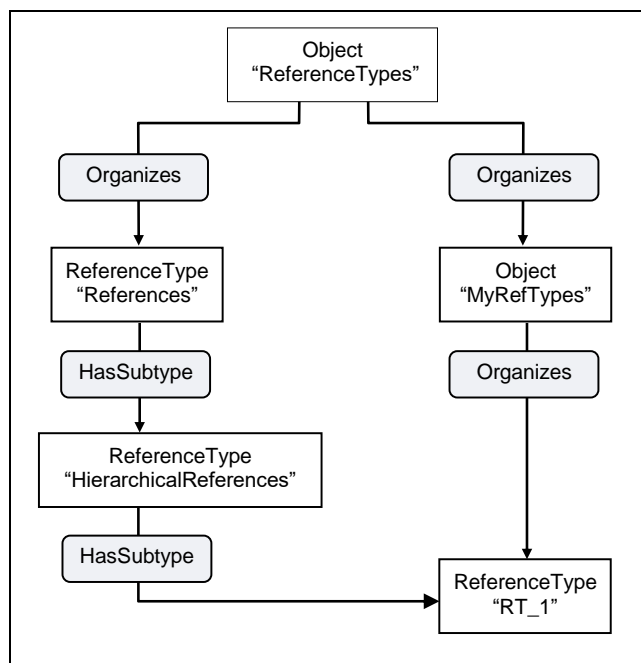 Object
“ReferenceTypes”
Organizes
Organizes
ReferenceType
“References”
Object
“MyRefTypes”
HasSubtype
Organizes
ReferenceType
“HierarchicalReferences”
HasSubtype
ReferenceType
“RT_1”